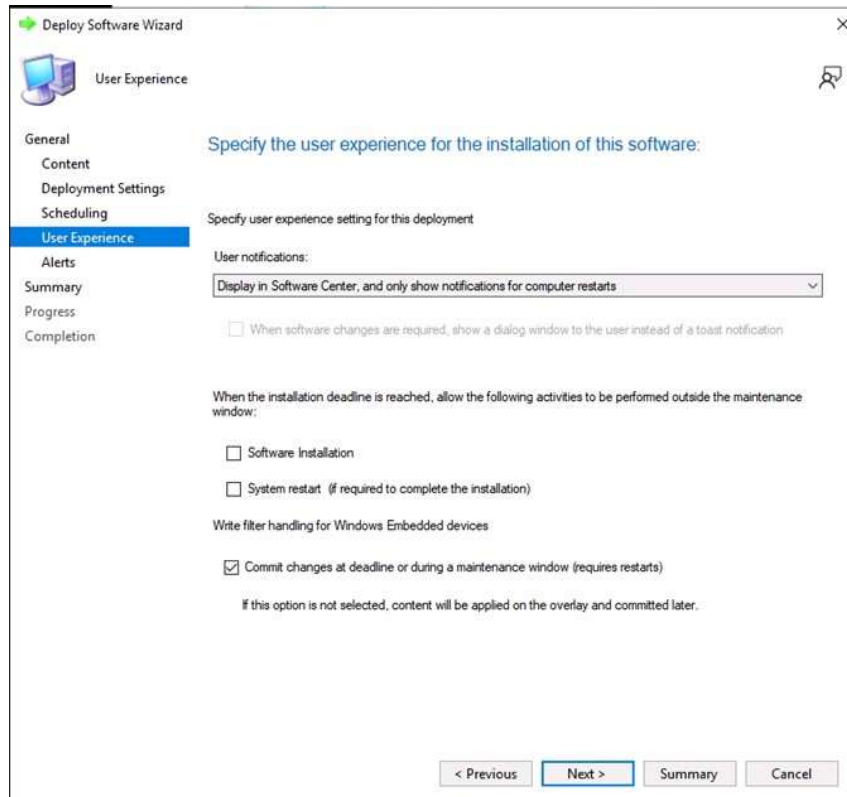 Deploy Software Wizard
User Experience
General
Content
Deployment Settings
Scheduling
User Experience
Alerts
Summary
Progress
Completion
Specify the user experience for the installation of this software:
Specify user experience setting for this deployment
User notifications:
Display in Software Center, and only show notifications for computer restarts
When software changes are required, show a dialog window to the user instead of a toast notification
When the installation deadline is reached, allow the following activities to be performed outside the maintenance
window:
Software Installation
System restart (if required to complete the installation)
Write filter handling for Windows Embedded devices
Commit changes at deadline or during a maintenance window (requires restarts)
If this option is not selected, content will be applied on the overlay and committed later.
< Previous
Next >
Summary
Cancel